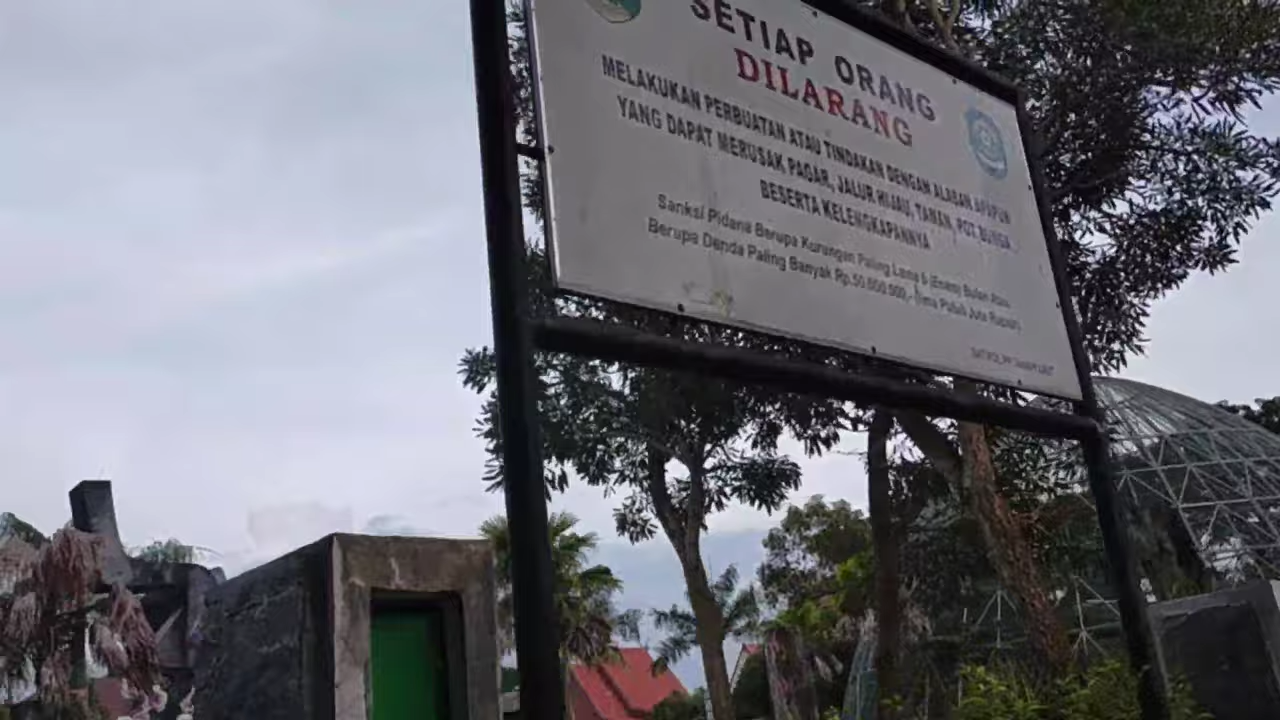 SETIAP ORANG
DILARANG
MELAKUKAN PERBUATAN ATAU TINDAKAN DENGAN ALASAN APAPUN
YANG DAPAT MERUSAK PAGAR, JALUR HIJAU, TAMAN, POT BUNGA
BESERTA KELENGKAPANNYA
Sanksi Pidana Berupa Kurungan Paling Lama 6 (Enam) Bulan Atau
Berupa Denda Paling Banyak Rp.50.000.000,- (lima Puluh Juta Rupiah)